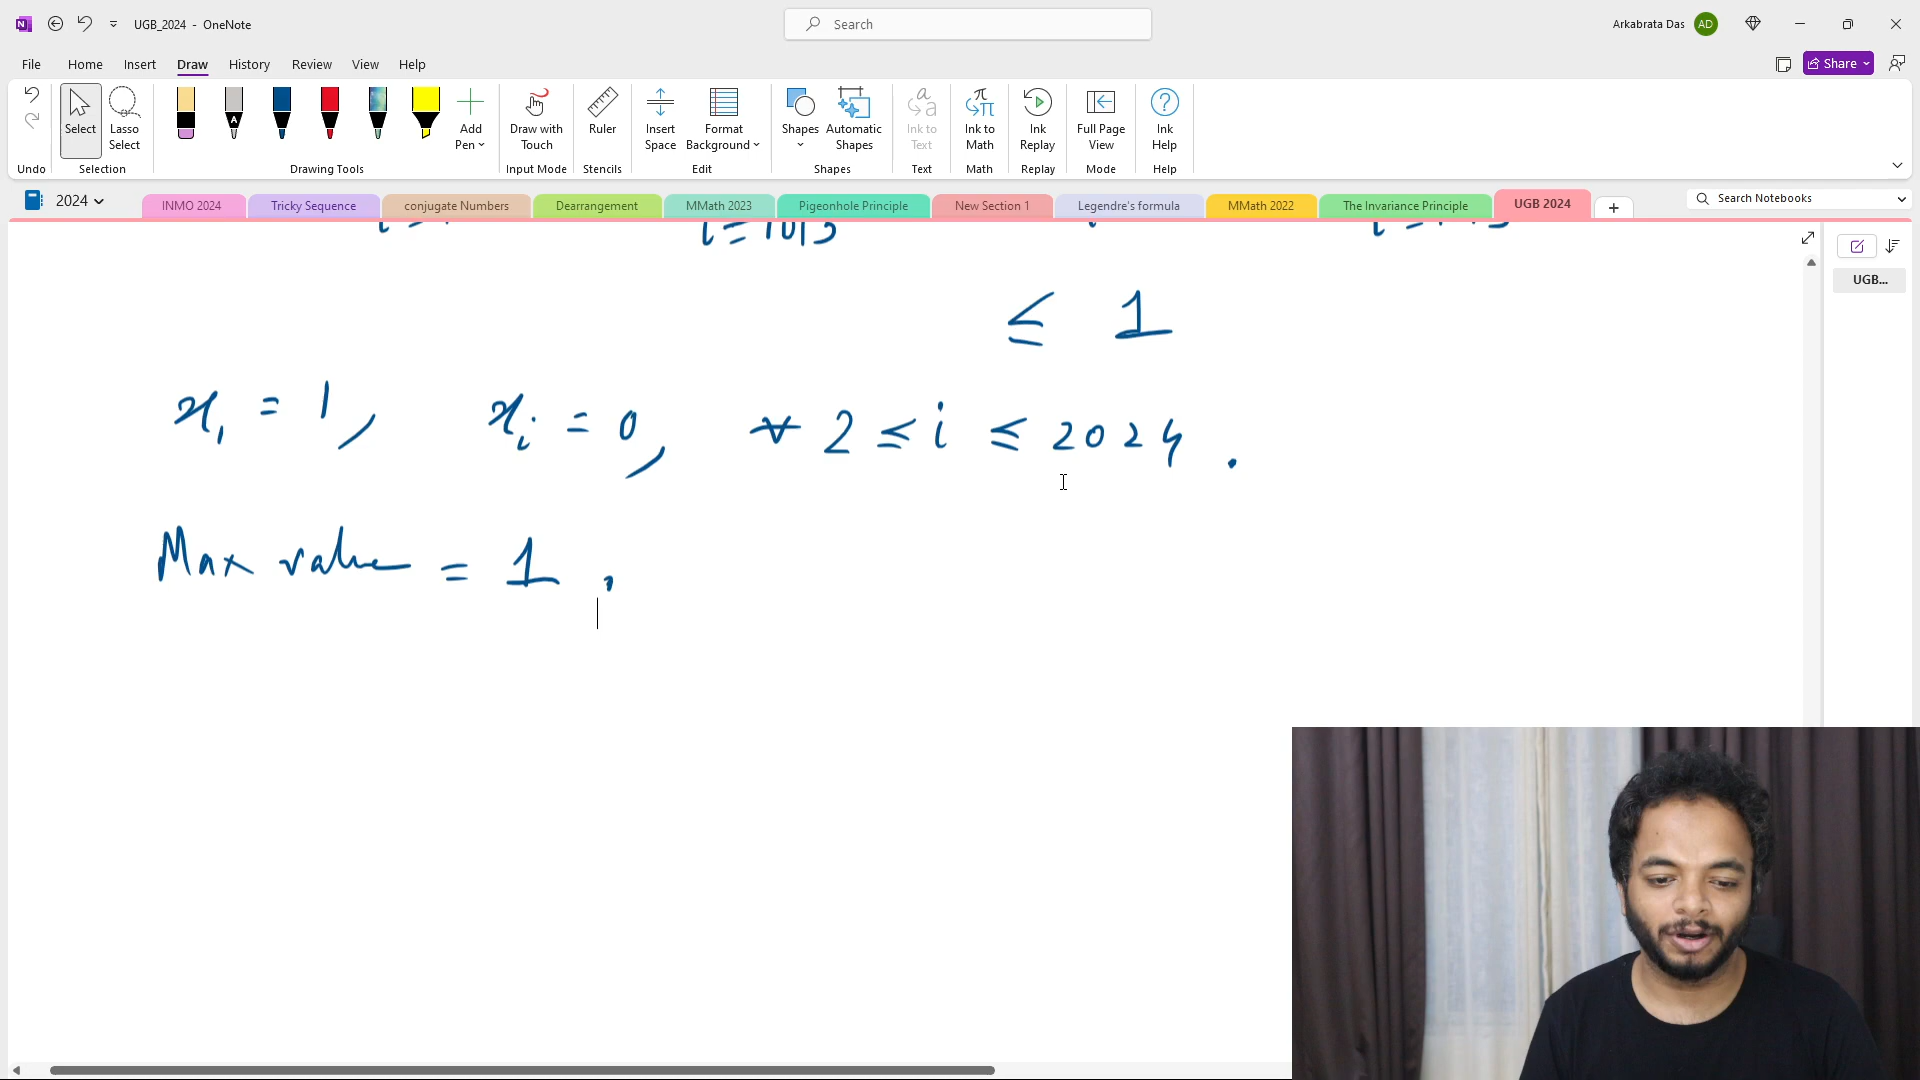 UGB_2024 - OneNote
Search
Arkabrata Das AD
File Home Insert Draw History Review View Help
Share
Undo
Select
Lasso Select
Selection
A
Add Pen
Drawing Tools
Draw with Touch
Input Mode
Ruler
Stencils
Insert Space
Format Background
Edit
Shapes
Automatic Shapes
Shapes
Ink to Text
Text
Ink to Math
Math
Ink Replay
Replay
Full Page View
Mode
Ink Help
Help
2024
INMO 2024 Tricky Sequence conjugate Numbers Dearrangement MMath 2023 Pigeonhole Principle New Section 1 Legendre's formula MMath 2022 The Invariance Principle UGB 2024 +
Search Notebooks
UGB...
i = 1013
≤ 1
x₁ = 1, xᵢ = 0, ∀ 2 ≤ i ≤ 2024 .
Max value = 1 .